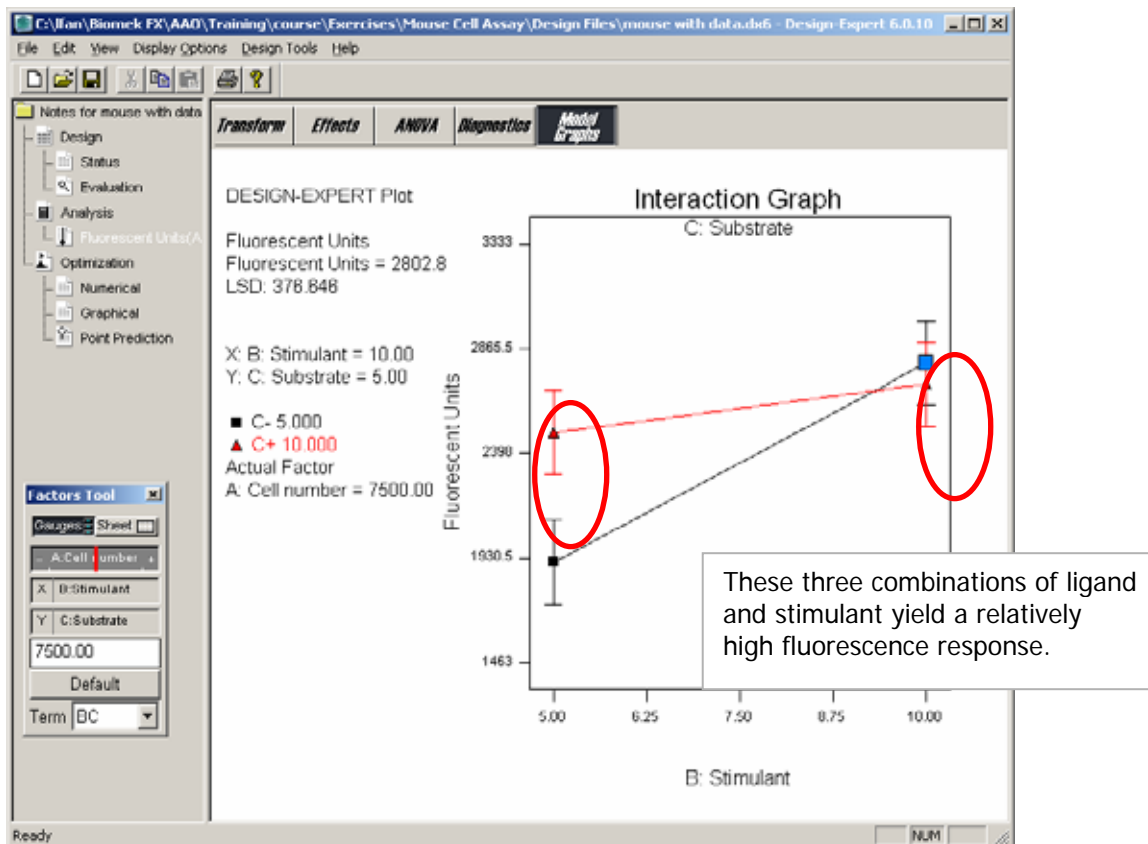 C:\Ilan\Biomek FX\AAO\Training\course\Exercises\Mouse Cell Assay\Design Files\mouse with data.dx6 - Design-Expert 6.0.10
File Edit View Display Options Design Tools Help
Notes for mouse with data
Design
Status
Evaluation
Analysis
Fluorescent Units(A
Optimization
Numerical
Graphical
Point Prediction
Transform Effects ANOVA Diagnostics Model Graphs
DESIGN-EXPERT Plot
Fluorescent Units
Fluorescent Units = 2802.8
LSD: 376.646
X: B: Stimulant = 10.00
Y: C: Substrate = 5.00
C- 5.000
C+ 10.000
Actual Factor
A: Cell number = 7500.00
Interaction Graph
C: Substrate
3333
2865.5
2398
1930.5
1463
Fluorescent Units
5.00 6.25 7.50 8.75 10.00
B: Stimulant
These three combinations of ligand
and stimulant yield a relatively
high fluorescence response.
Factors Tool
Gauges Sheet
- A:Cell number +
X B:Stimulant
Y C:Substrate
7500.00
Default
Term BC
Ready
NUM